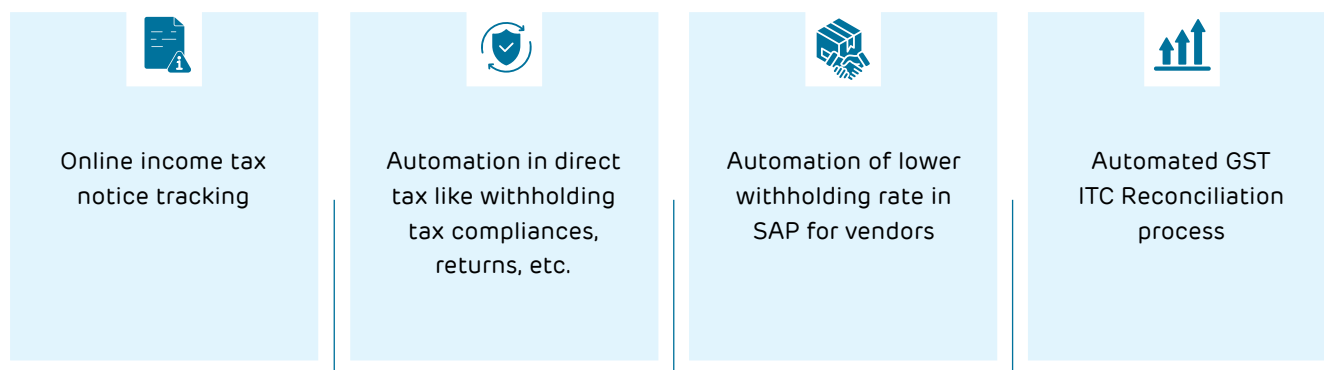 Online income tax
notice tracking
Automation in direct
tax like withholding
tax compliances,
returns, etc.
Automation of lower
withholding rate in
SAP for vendors
Automated GST
ITC Reconciliation
process